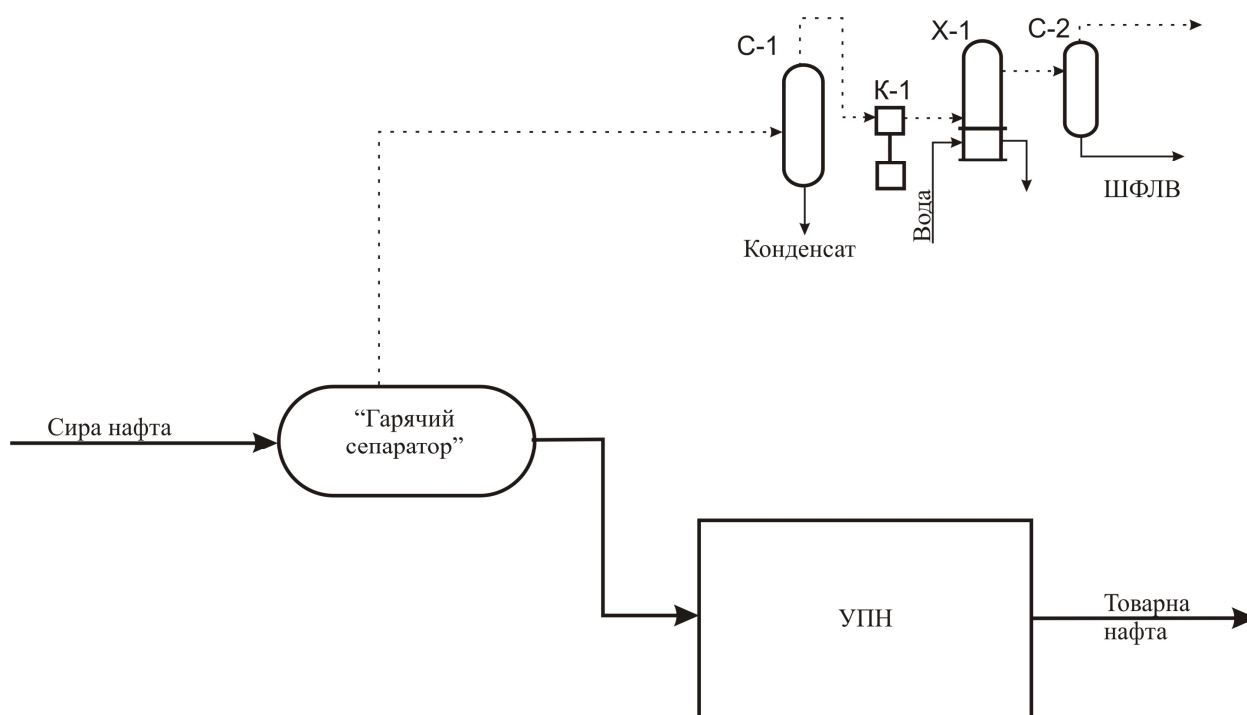 С-1
К-1
Х-1
С-2
ШФЛВ
Вода
Конденсат
Сира нафта
“Гарячий
сепаратор”
УПН
Товарна
нафта